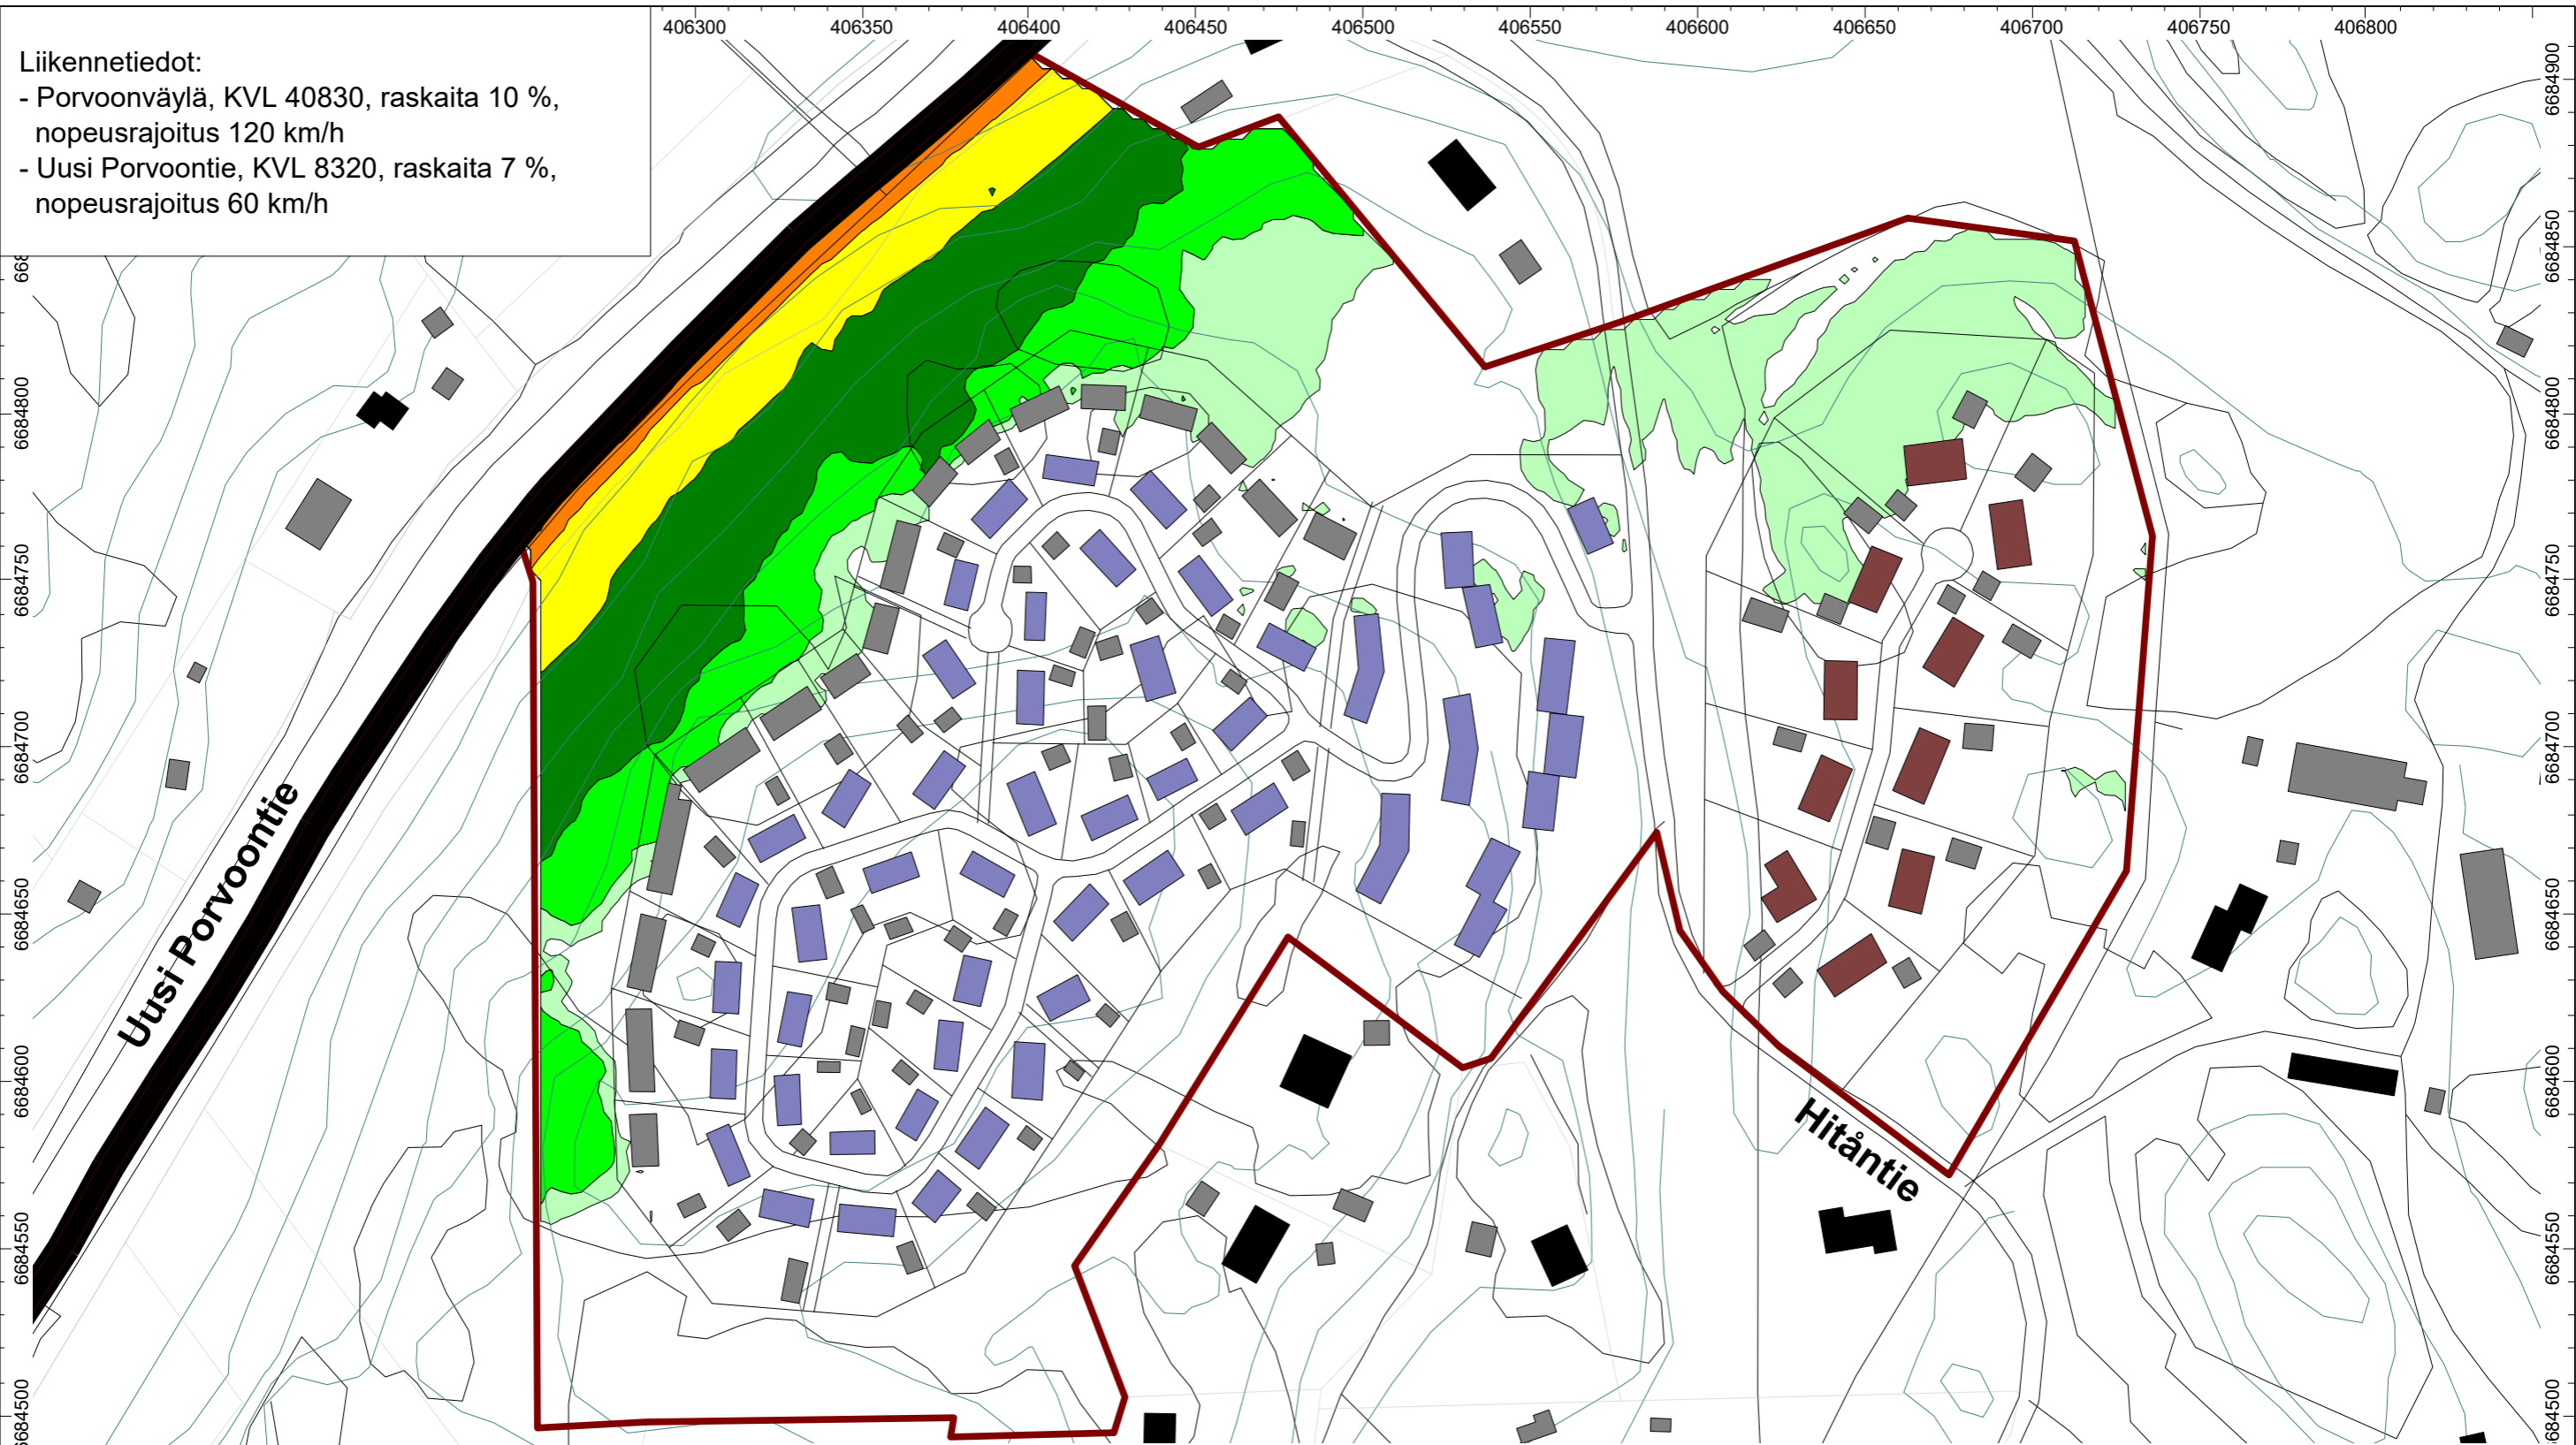 406300 406350 406400 406450 406500 406550 406600 406650 406700 406750 406800
Liikennetiedot:
- Porvoonväylä, KVL 40830, raskaita 10 %,
nopeusrajoitus 120 km/h
- Uusi Porvoontie, KVL 8320, raskaita 7 %,
nopeusrajoitus 60 km/h
6684900
6684850
6684800
6684750
6684700
6684650
6684600
6684550
6684500
6684800
6684750
6684700
6684650
6684600
6684550
6684500
Uusi Porvoontie
Hitåntie